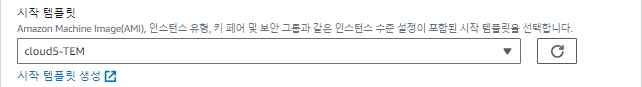 시작 템플릿
Amazon Machine Image(AMI), 인스턴스 유형, 키 페어 및 보안 그룹과 같은 인스턴스 수준 설정이 포함된 시작 템플릿을 선택합니다.
cloud5-TEM
시작 템플릿 생성